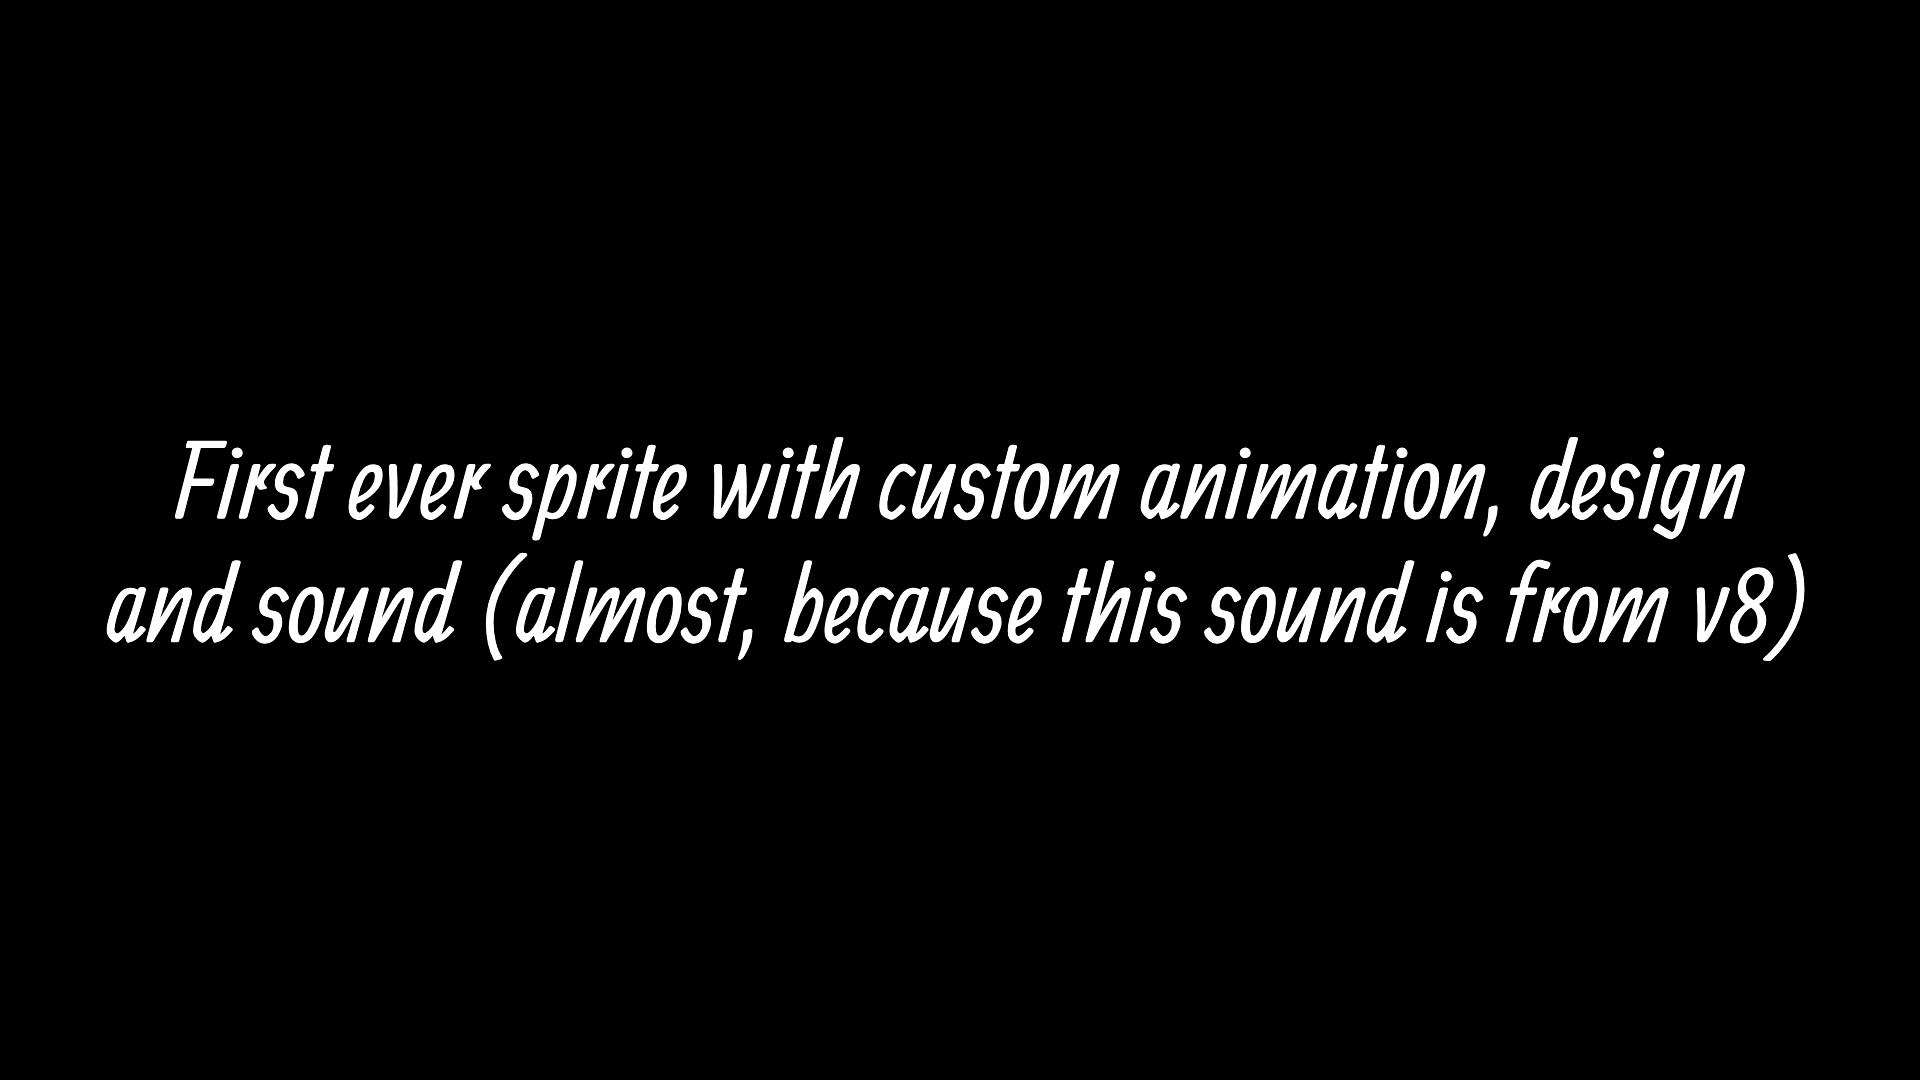 First ever sprite with custom animation, design
and sound (almost, because this sound is from v8)